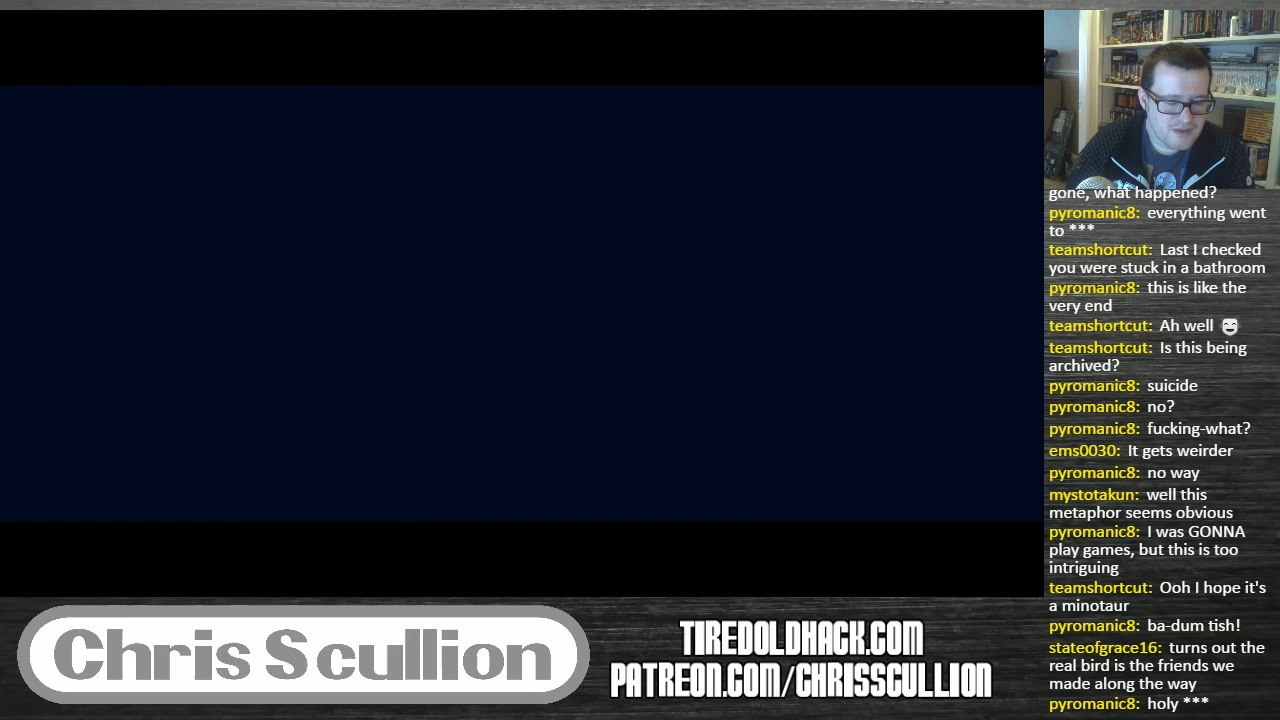 gone, what happened?
pyromanic8: everything went
to ***
teamshortcut: Last I checked
you were stuck in a bathroom
pyromanic8: this is like the
very end
teamshortcut: Ah well
teamshortcut: Is this being
archived?
pyromanic8: suicide
pyromanic8: no?
pyromanic8: fucking-what?
ems0030: It gets weirder
pyromanic8: no way
mystotakun: well this
metaphor seems obvious
pyromanic8: I was GONNA
play games, but this is too
intriguing
teamshortcut: Ooh I hope it's
a minotaur
pyromanic8: ba-dum tish!
stateofgrace16: turns out the
real bird is the friends we
made along the way
pyromanic8: holy ***
Chris Scullion
TIREDOLDHACK.COM
PATREON.COM/CHRISSCULLION